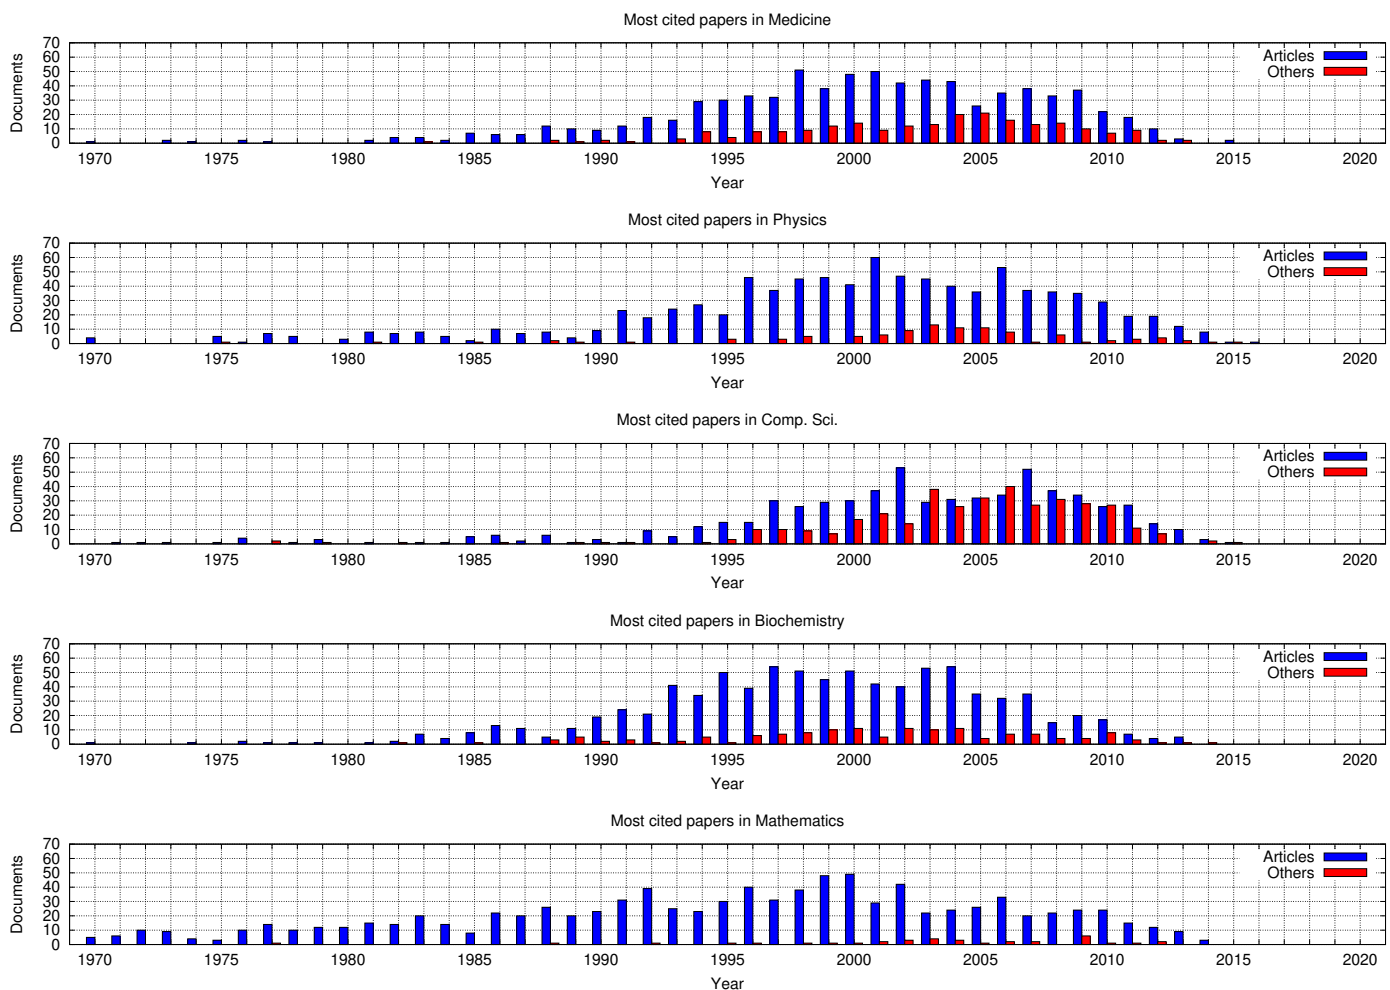 Most cited papers in Medicine
Documents
70
60
50
40
30
20
10
0
Articles
Others
1970 1975 1980 1985 1990 1995 2000 2005 2010 2015 2020
Year
Most cited papers in Physics
Documents
70
60
50
40
30
20
10
0
Articles
Others
1970 1975 1980 1985 1990 1995 2000 2005 2010 2015 2020
Year
Most cited papers in Comp. Sci.
Documents
70
60
50
40
30
20
10
0
Articles
Others
1970 1975 1980 1985 1990 1995 2000 2005 2010 2015 2020
Year
Most cited papers in Biochemistry
Documents
70
60
50
40
30
20
10
0
Articles
Others
1970 1975 1980 1985 1990 1995 2000 2005 2010 2015 2020
Year
Most cited papers in Mathematics
Documents
70
60
50
40
30
20
10
0
Articles
Others
1970 1975 1980 1985 1990 1995 2000 2005 2010 2015 2020
Year